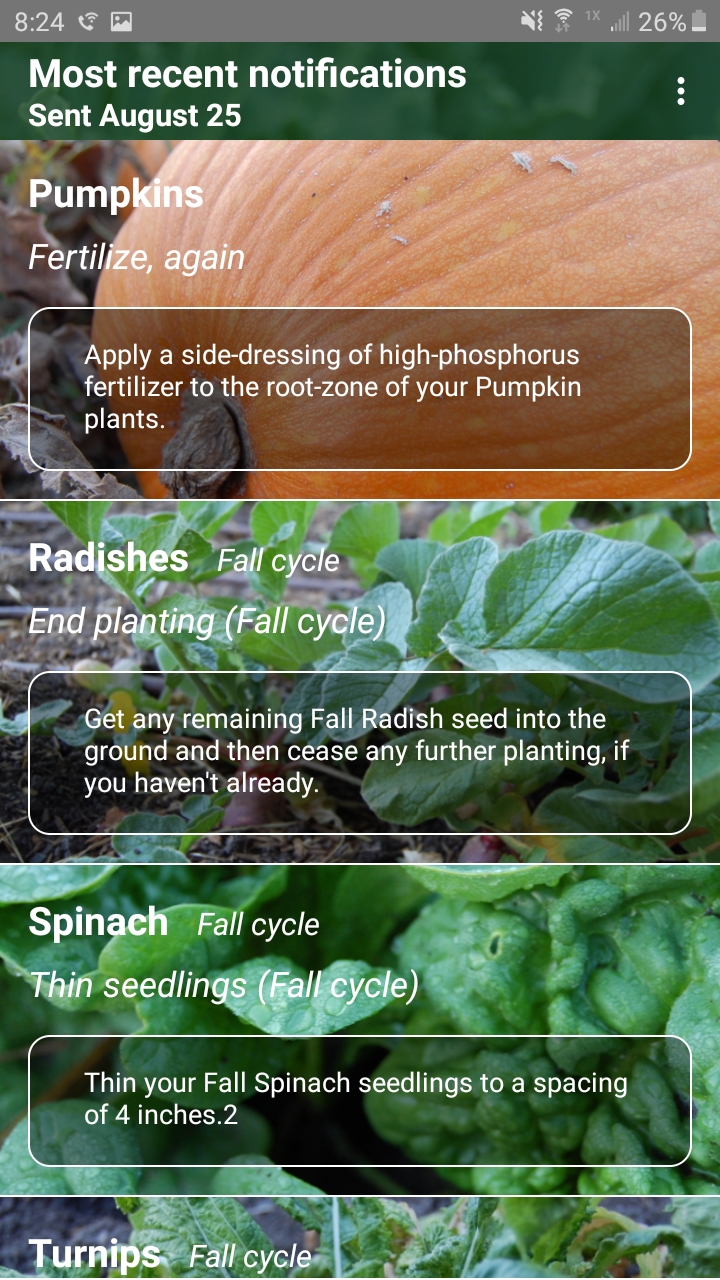 8:24 1X 26%
Most recent notifications
Sent August 25
Pumpkins
Fertilize, again
Apply a side-dressing of high-phosphorus
fertilizer to the root-zone of your Pumpkin
plants.
Radishes Fall cycle
End planting (Fall cycle)
Get any remaining Fall Radish seed into the
ground and then cease any further planting, if
you haven't already.
Spinach Fall cycle
Thin seedlings (Fall cycle)
Thin your Fall Spinach seedlings to a spacing
of 4 inches.2
Turnips Fall cycle